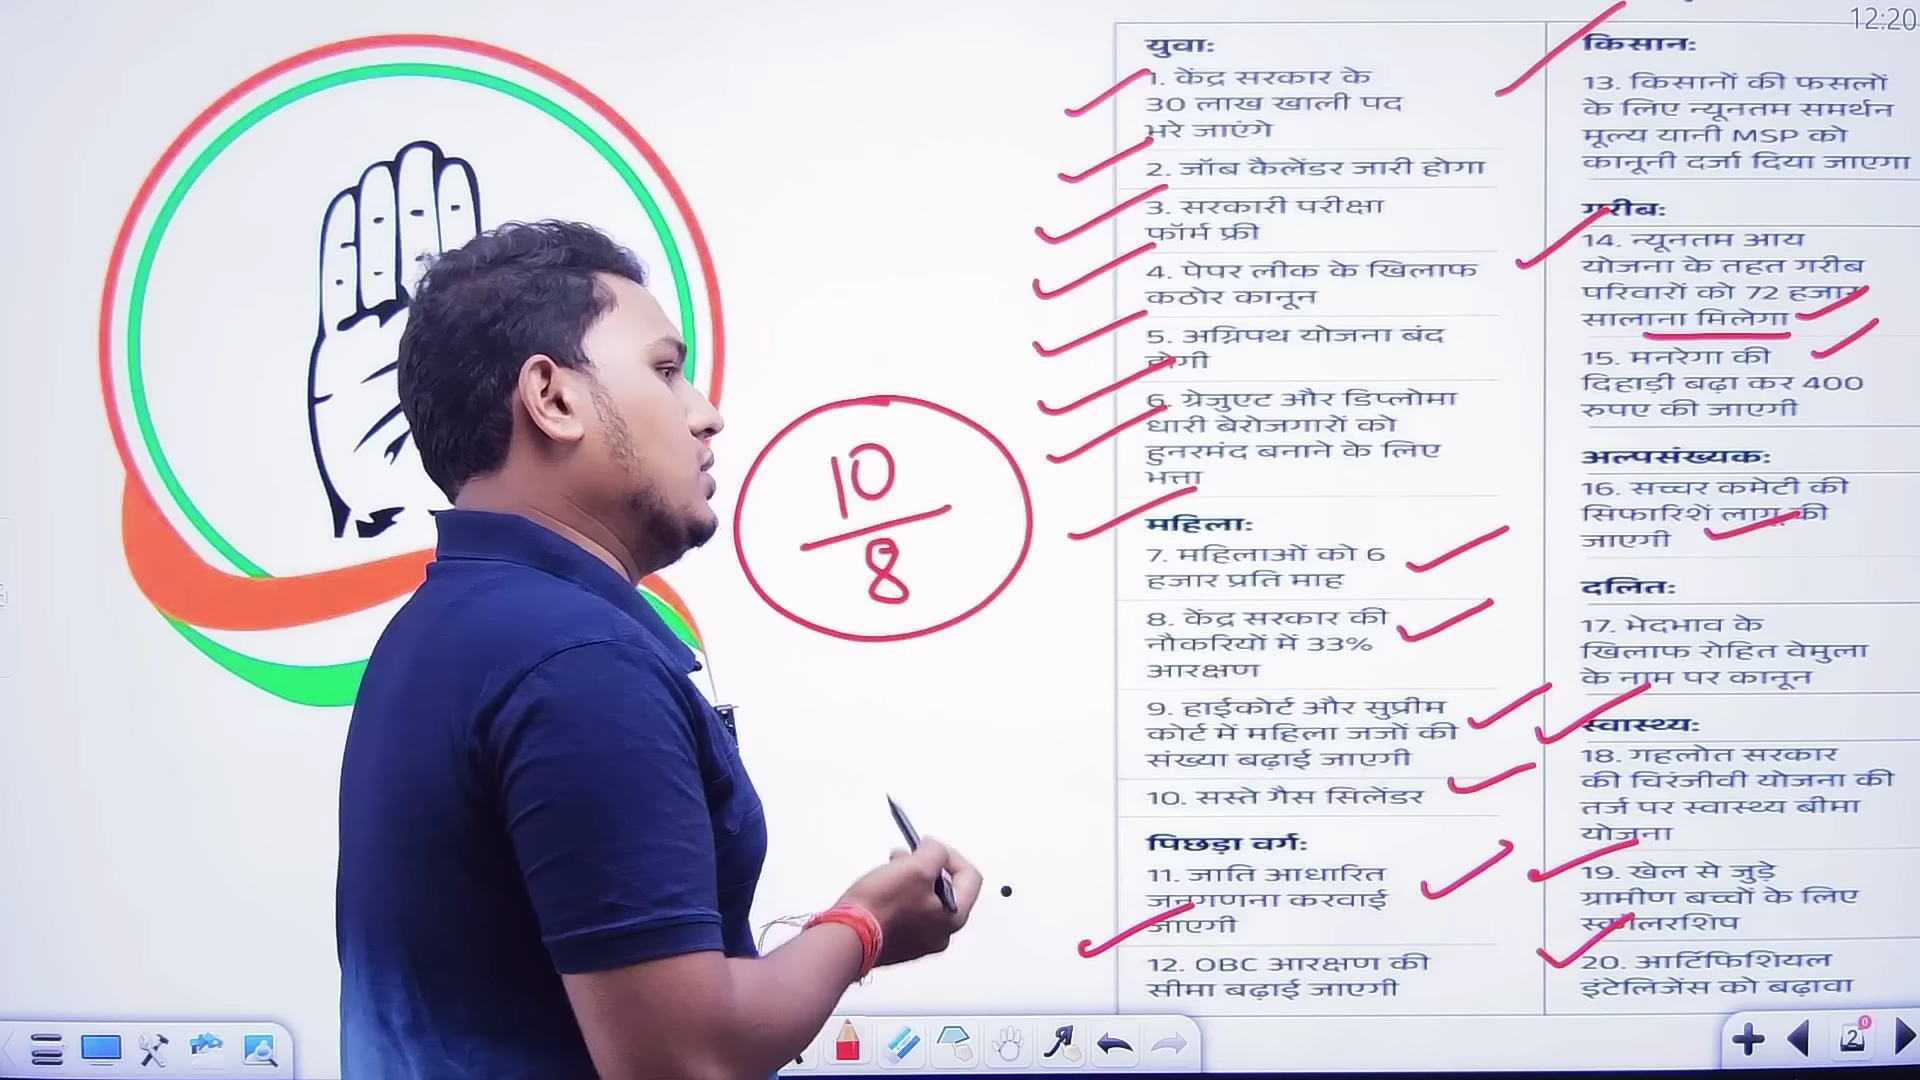 12:20
युवा:
1. केंद्र सरकार के
30 लाख खाली पद
भरे जाएंगे
2. जॉब कैलेंडर जारी होगा
3. सरकारी परीक्षा
फॉर्म फ्री
4. पेपर लीक के खिलाफ
कठोर कानून
5. अग्निपथ योजना बंद
होगी
6. ग्रेजुएट और डिप्लोमा
धारी बेरोजगारों को
हुनरमंद बनाने के लिए
भत्ता
महिला:
7. महिलाओं को 6
हजार प्रति माह
8. केंद्र सरकार की
नौकरियों में 33%
आरक्षण
9. हाईकोर्ट और सुप्रीम
कोर्ट में महिला जजों की
संख्या बढ़ाई जाएगी
10. सस्ते गैस सिलेंडर
पिछड़ा वर्ग:
11. जाति आधारित
जनगणना करवाई
जाएगी
12. OBC आरक्षण की
सीमा बढ़ाई जाएगी
किसान:
13. किसानों की फसलों
के लिए न्यूनतम समर्थन
मूल्य यानी MSP को
कानूनी दर्जा दिया जाएगा
गरीब:
14. न्यूनतम आय
योजना के तहत गरीब
परिवारों को 72 हजार
सालाना मिलेगा
15. मनरेगा की
दिहाड़ी बढ़ा कर 400
रुपए की जाएगी
अल्पसंख्यक:
16. सच्चर कमेटी की
सिफारिशें लागू की
जाएगी
दलित:
17. भेदभाव के
खिलाफ रोहित वेमुला
के नाम पर कानून
स्वास्थ्य:
18. गहलोत सरकार
की चिरंजीवी योजना की
तर्ज पर स्वास्थ्य बीमा
योजना
19. खेल से जुड़े
ग्रामीण बच्चों के लिए
स्कॉलरशिप
20. आर्टिफिशियल
इंटेलिजेंस को बढ़ावा
10
8
2
0